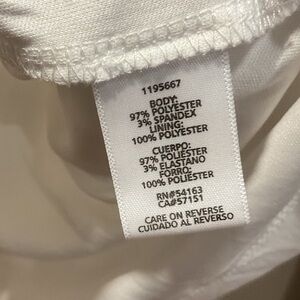 1195667
BODY:
97% POLYESTER
3% SPANDEX
LINING:
100% POLYESTER
CUERPO:
97% POLIESTER
3% ELASTANO
FORRO:
100% POLIESTER
RN#54163
CA#57151
CARE ON REVERSE
CUIDADO AL REVERSO